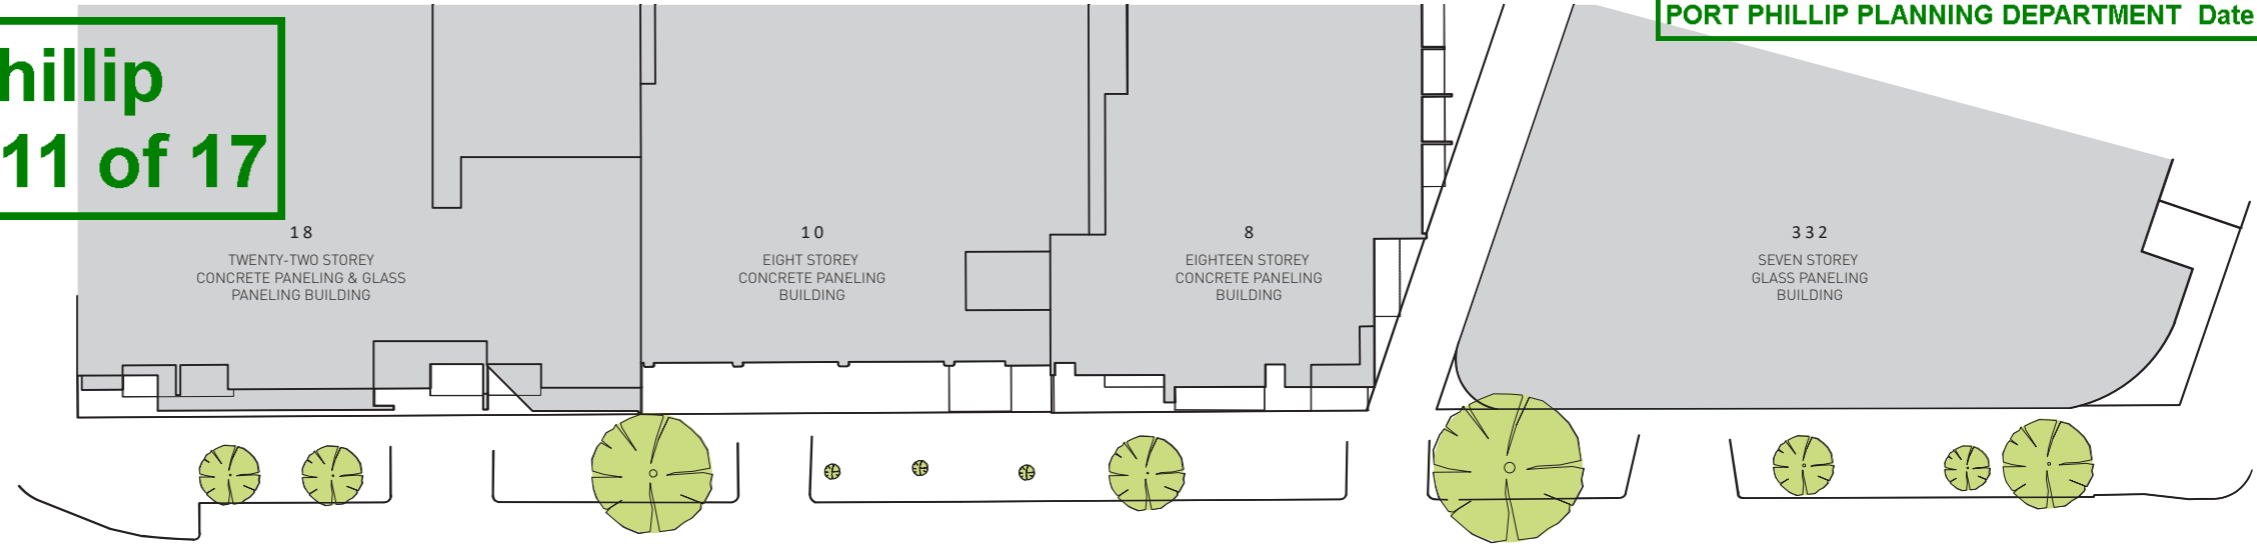 PORT PHILLIP PLANNING DEPARTMENT Date
hillip
11 of 17
18
TWENTY-TWO STOREY
CONCRETE PANELING & GLASS
PANELING BUILDING
10
EIGHT STOREY
CONCRETE PANELING
BUILDING
8
EIGHTEEN STOREY
CONCRETE PANELING
BUILDING
332
SEVEN STOREY
GLASS PANELING
BUILDING